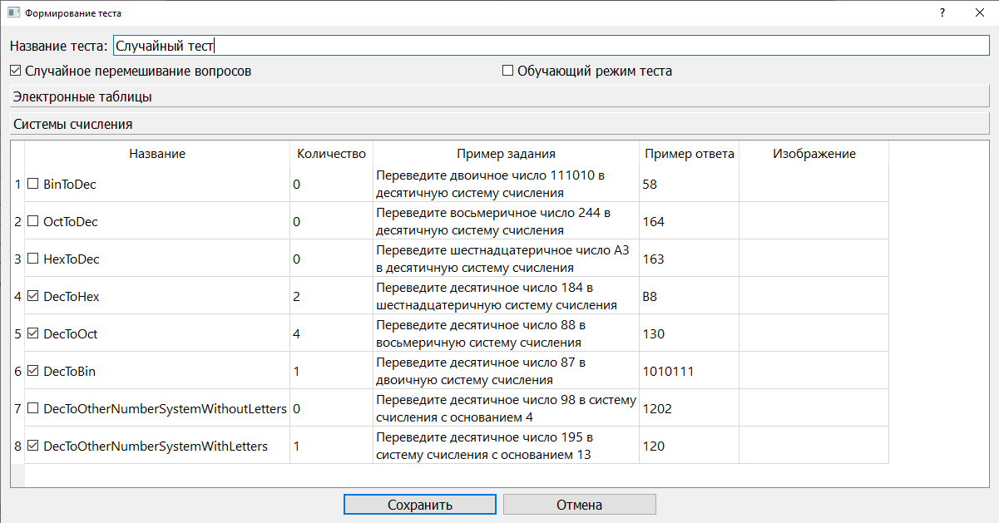 Формирование теста
?
Название теста: Случайный тест
Случайное перемешивание вопросов
Обучающий режим теста
Электронные таблицы
Системы счисления
Название Количество Пример задания Пример ответа Изображение
1 BinToDec 0 Переведите двоичное число 111010 в
десятичную систему счисления
58
2 OctToDec 0 Переведите восьмеричное число 244 в
десятичную систему счисления
164
3 HexToDec 0 Переведите шестнадцатеричное число A3
в десятичную систему счисления
163
4 DecToHex 2 Переведите десятичное число 184 в
шестнадцатеричную систему счисления
B8
5 DecToOct 4 Переведите десятичное число 88 в
восьмеричную систему счисления
130
6 DecToBin 1 Переведите десятичное число 87 в
двоичную систему счисления
1010111
7 DecToOtherNumberSystemWithoutLetters 0 Переведите десятичное число 98 в систему
счисления с основанием 4
1202
8 DecToOtherNumberSystemWithLetters 1 Переведите десятичное число 195 в
систему счисления с основанием 13
120
Сохранить
Отмена